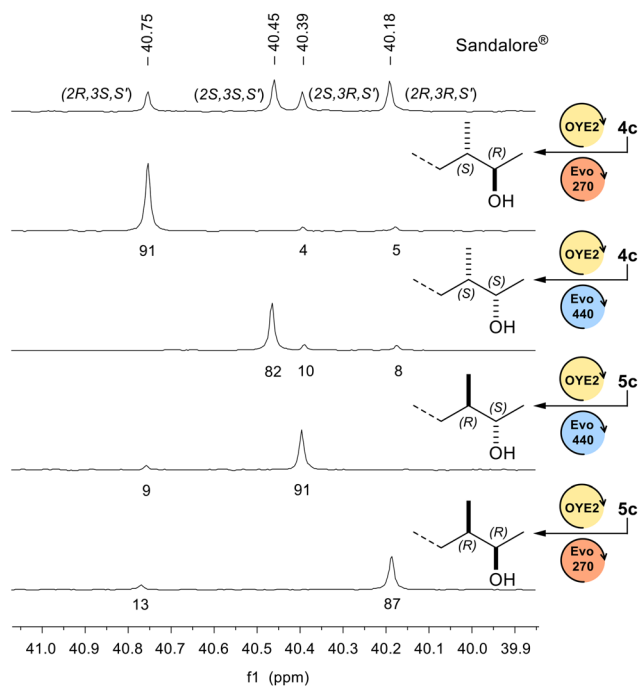 40.75
40.45
40.39
40.18
Sandalore®
(2R,3S,S') (2S,3S,S') (2S,3R,S') (2R,3R,S')
OYE2 4c
(S) (R)
OH
Evo
270
91 4 5
OYE2 4c
(S) (S)
OH
Evo
440
82 10 8
OYE2 5c
(R) (S)
OH
Evo
440
9 91
OYE2 5c
(R) (R)
OH
Evo
270
13 87
41.0 40.9 40.8 40.7 40.6 40.5 40.4 40.3 40.2 40.1 40.0 39.9
f1 (ppm)